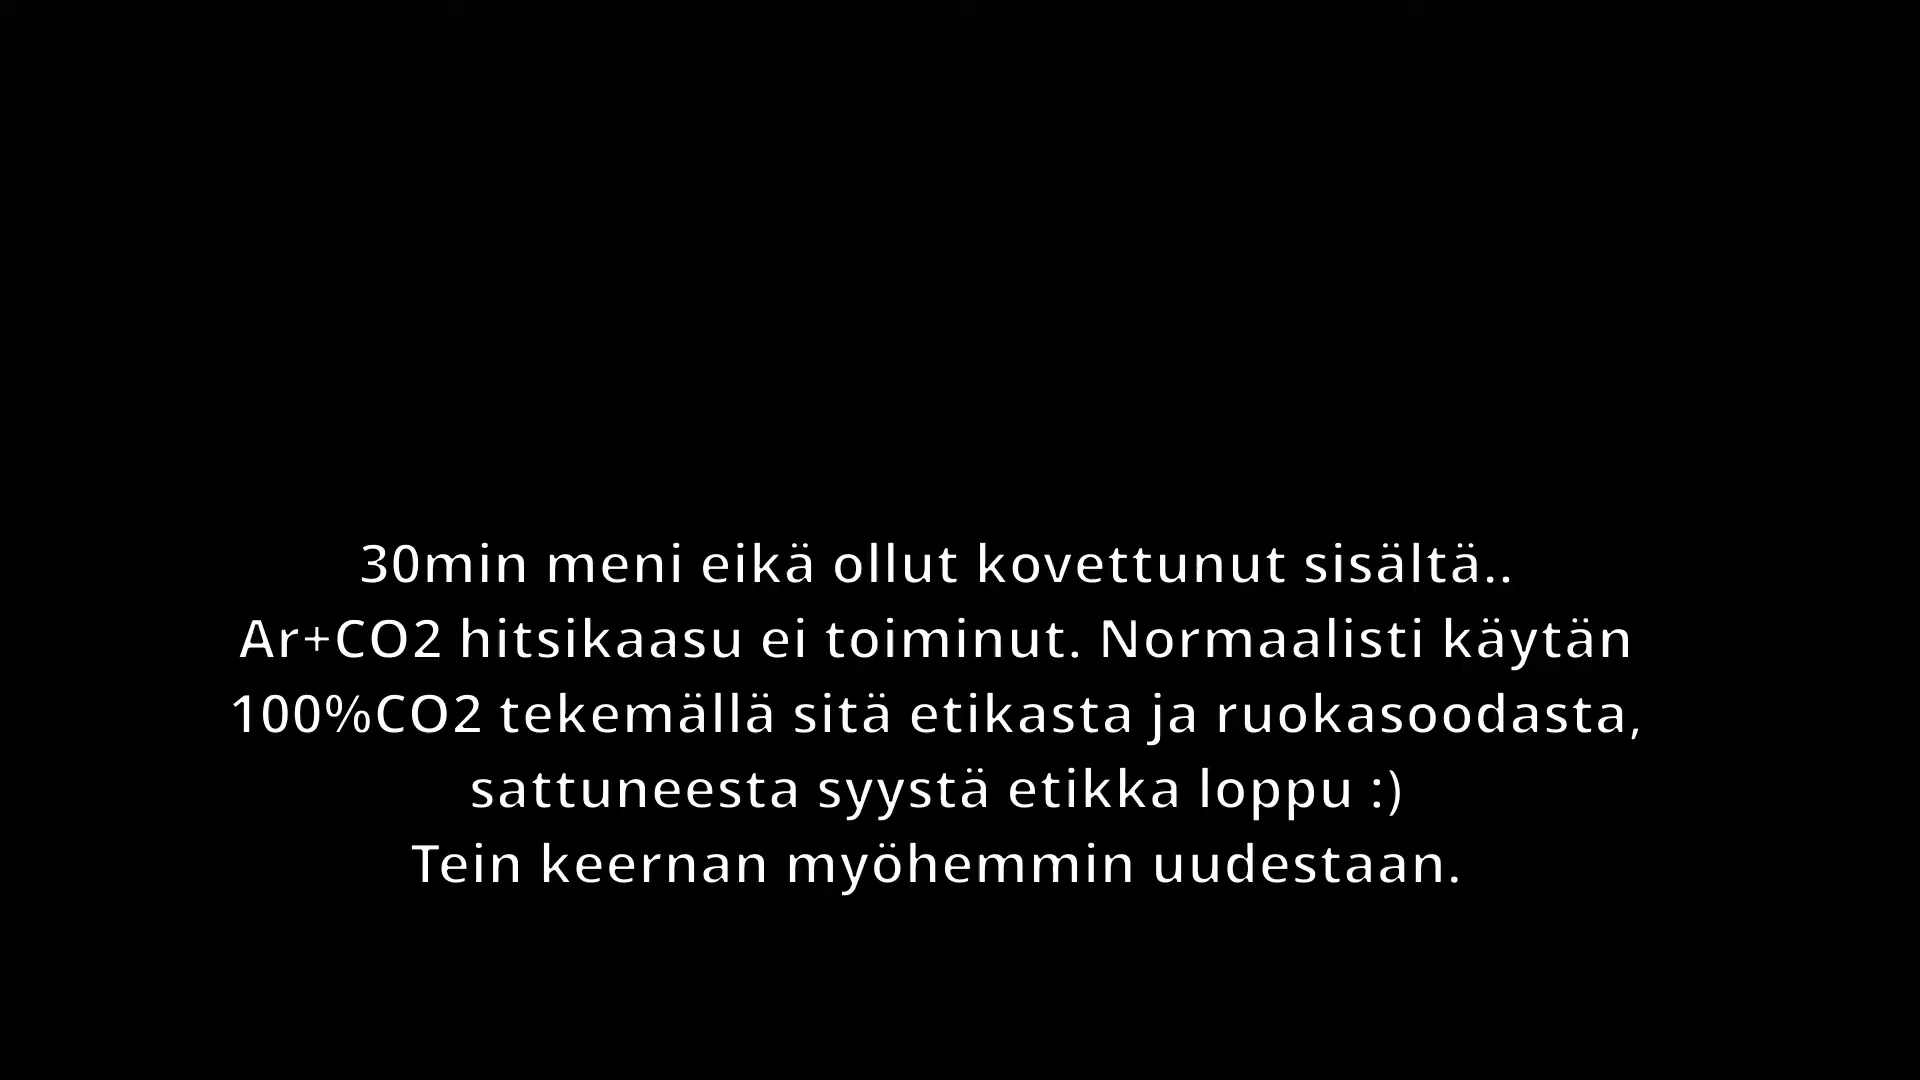 30min meni eikä ollut kovettunut sisältä..
Ar+CO2 hitsikaasu ei toiminut. Normaalisti käytän
100%CO2 tekemällä sitä etikasta ja ruokasoodasta,
sattuneesta syystä etikka loppu :)
Tein keernan myöhemmin uudestaan.